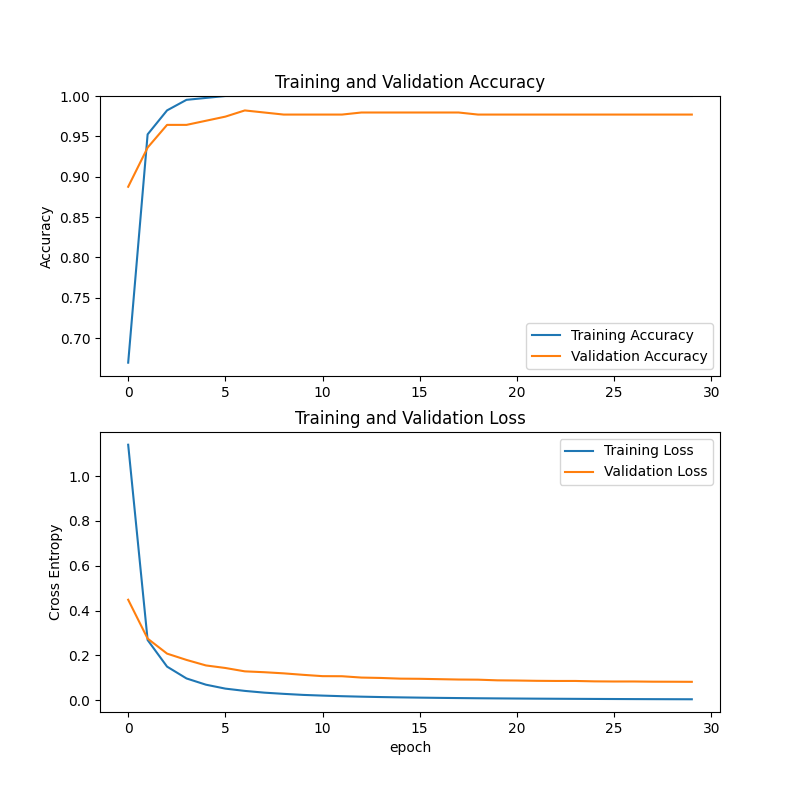 Training and Validation Accuracy
Accuracy
1.00
0.95
0.90
0.85
0.80
0.75
0.70
Training Accuracy
Validation Accuracy
0 5 10 15 20 25 30
Training and Validation Loss
Cross Entropy
1.0
0.8
0.6
0.4
0.2
0.0
Training Loss
Validation Loss
0 5 10 15 20 25 30
epoch